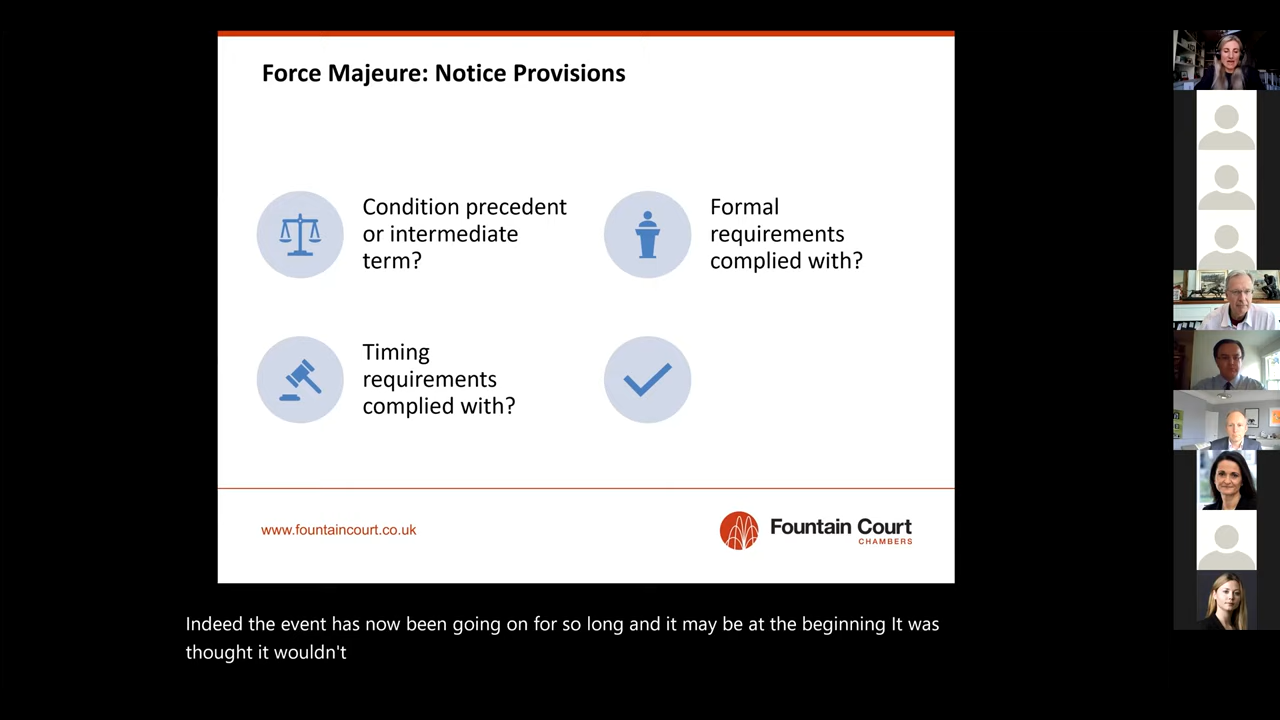 Force Majeure: Notice Provisions
Condition precedent
or intermediate
term?
Formal
requirements
complied with?
Timing
requirements
complied with?
www.fountaincourt.co.uk
Fountain Court
CHAMBERS
Indeed the event has now been going on for so long and it may be at the beginning It was
thought it wouldn't